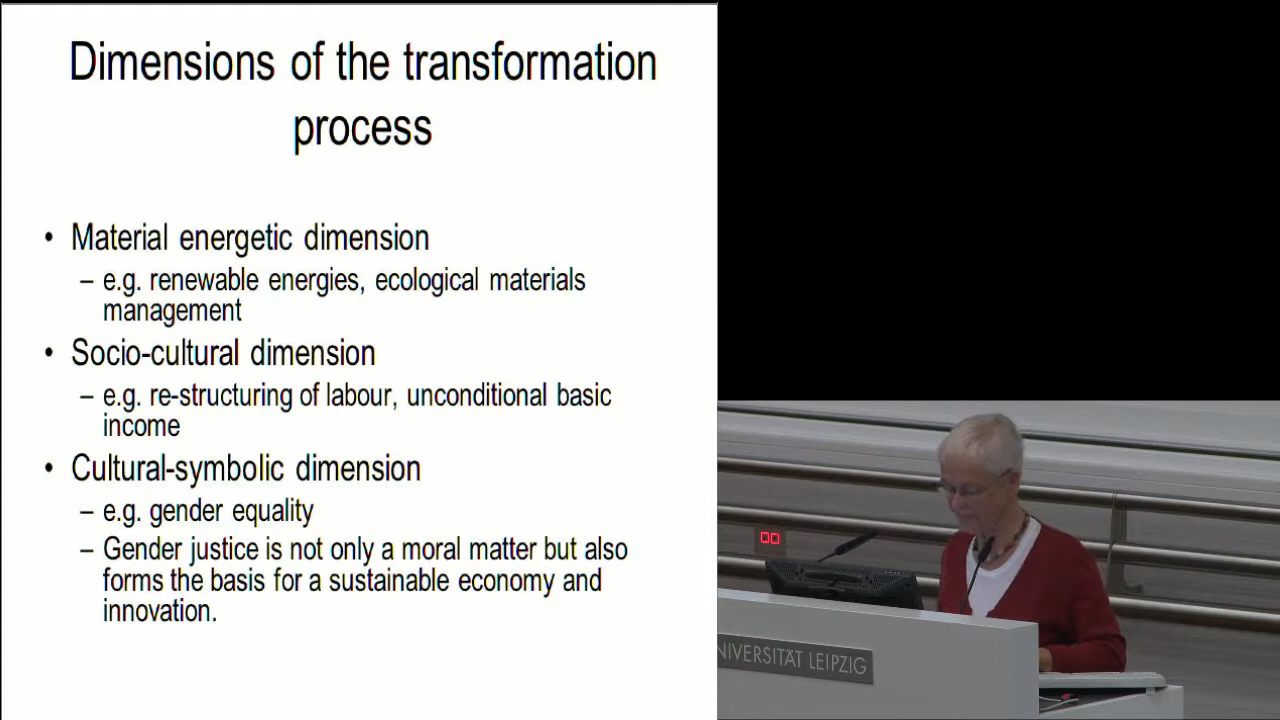 Dimensions of the transformation
process
• Material energetic dimension
– e.g. renewable energies, ecological materials
management
• Socio-cultural dimension
– e.g. re-structuring of labour, unconditional basic
income
• Cultural-symbolic dimension
– e.g. gender equality
– Gender justice is not only a moral matter but also
forms the basis for a sustainable economy and
innovation.
00
NIVERSITÄT LEIPZIG